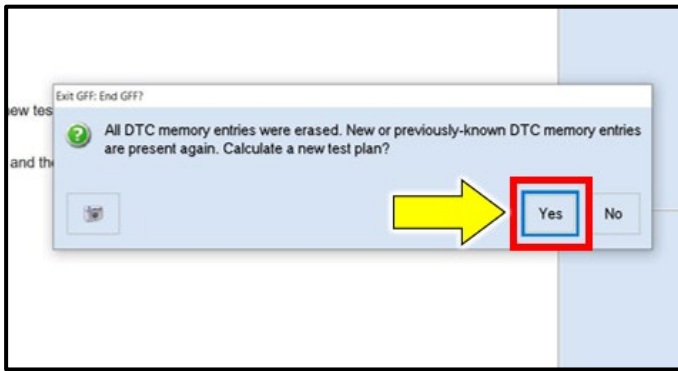 Exit GFF: End GFF?
ew tes
All DTC memory entries were erased. New or previously-known DTC memory entries
are present again. Calculate a new test plan?
and the
Yes
No